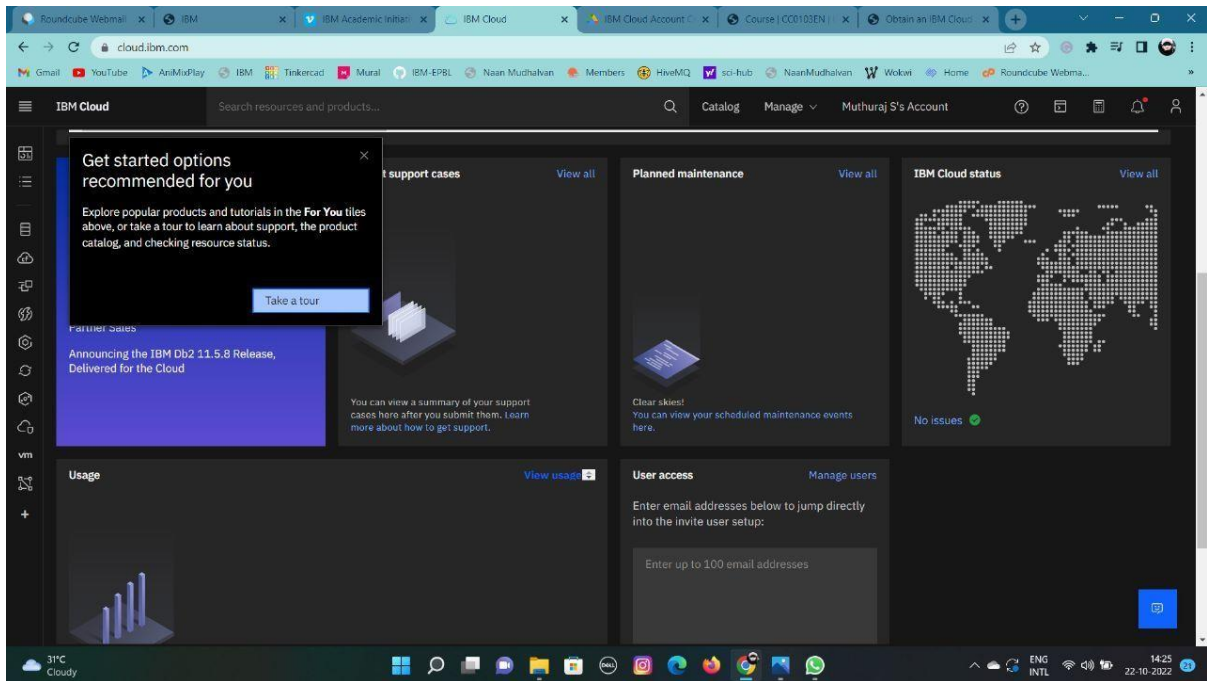 Roundcube Webmail
IBM
IBM Academic Initiati
IBM Cloud
IBM Cloud Account C
Course | CC0103EN |
Obtain an IBM Cloud
cloud.ibm.com
Gmail YouTube AniMixPlay IBM Tinkercad Mural IBM-EPBL Naan Mudhalvan Members HiveMQ sci-hub NaanMudhalvan Wokwi Home Roundcube Webma...
IBM Cloud
Search resources and products...
Catalog Manage Muthuraj S's Account
Get started options
recommended for you
Explore popular products and tutorials in the For You tiles
above, or take a tour to learn about support, the product
catalog, and checking resource status.
Take a tour
Partner Sales
Announcing the IBM Db2 11.5.8 Release,
Delivered for the Cloud
t support cases View all
You can view a summary of your support
cases here after you submit them. Learn
more about how to get support.
Planned maintenance View all
Clear skies!
You can view your scheduled maintenance events
here.
IBM Cloud status View all
No issues
vm
Usage View usage
User access Manage users
Enter email addresses below to jump directly
into the invite user setup:
Enter up to 100 email addresses
31°C
Cloudy
DELL
ENG
INTL
14:25
22-10-2022
21